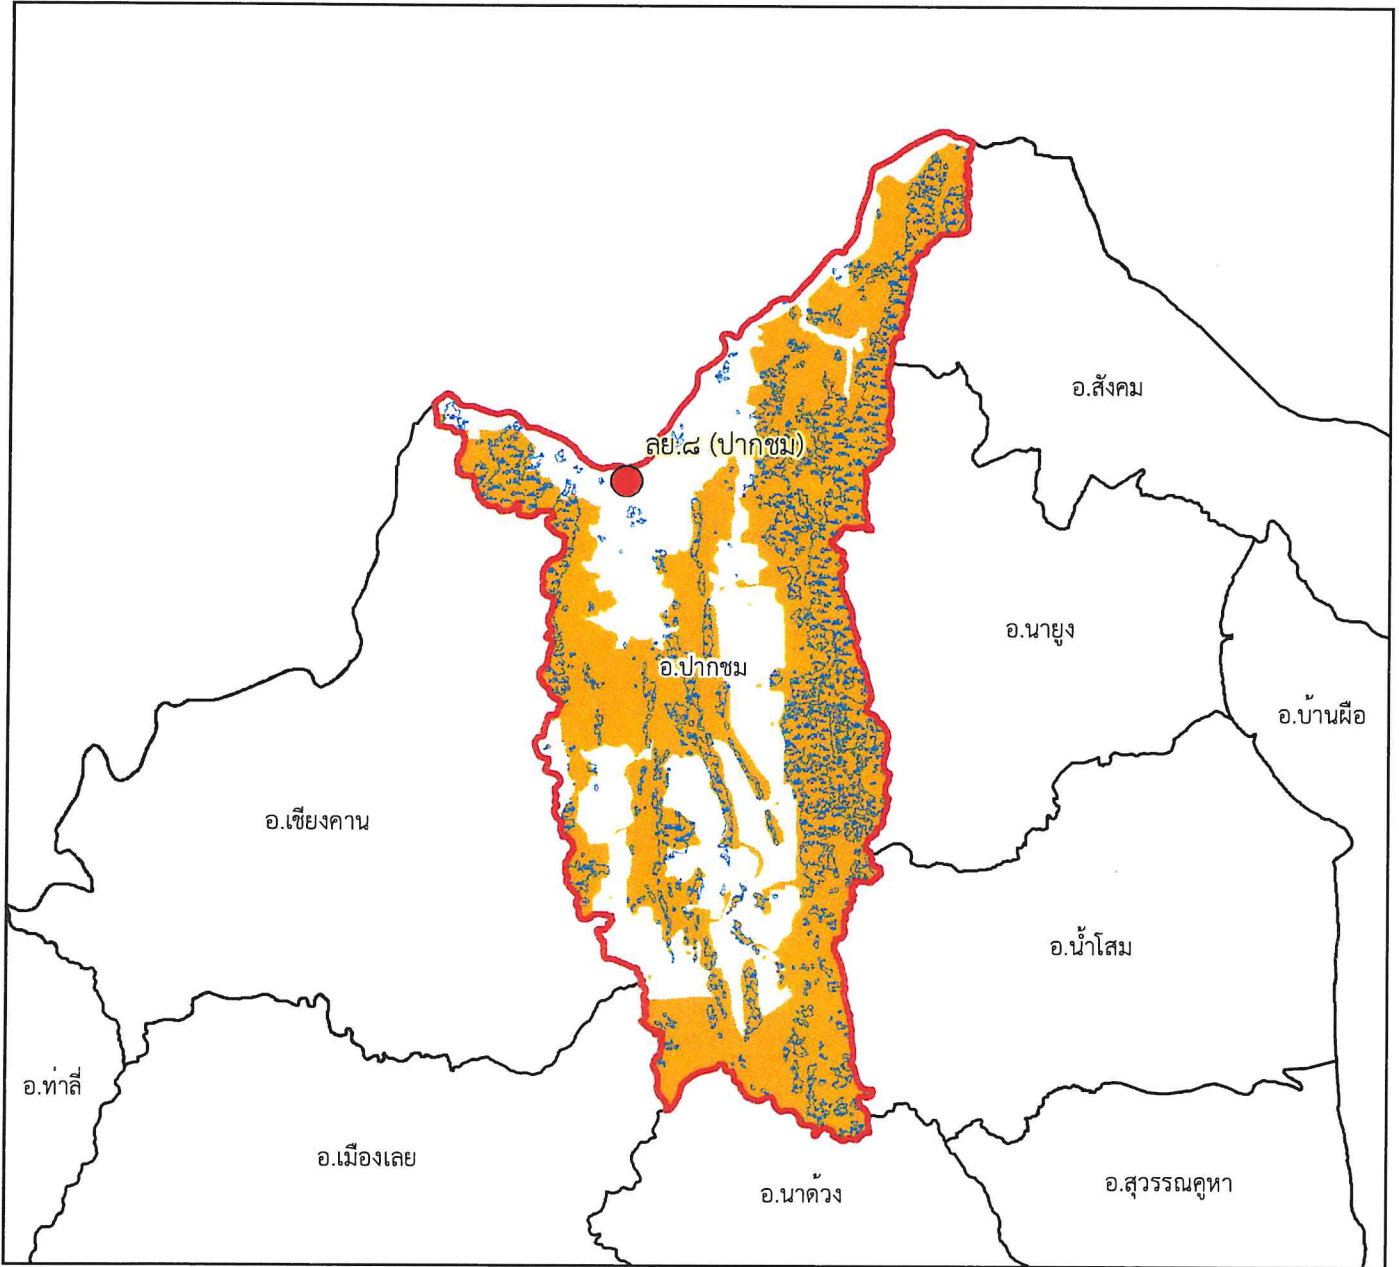 อ.สังคม
ลย.๘ (ปากชม)
อ.นายูง
อ.ปากชม
อ.บ้านผือ
อ.เชียงคาน
อ.น้ำโสม
อ.ท่าลี่
อ.เมืองเลย
อ.นาด้วง
อ.สุวรรณคูหา